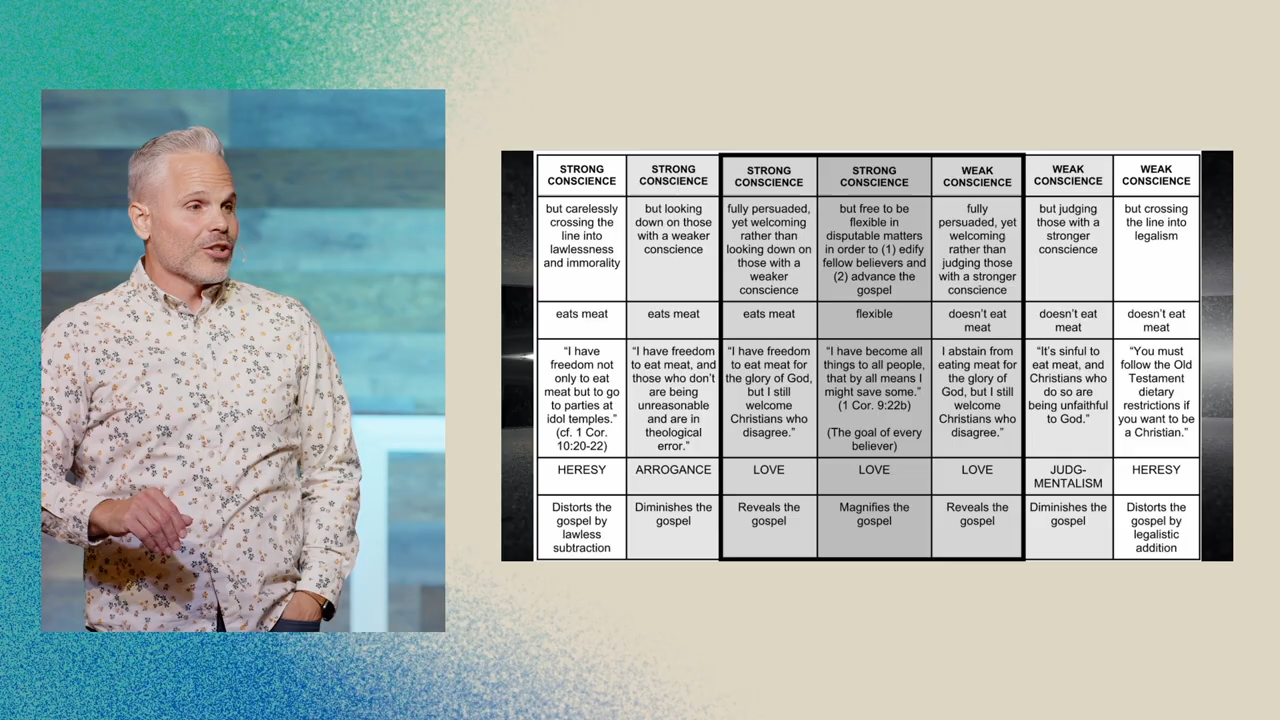 STRONG
CONSCIENCE
STRONG
CONSCIENCE
STRONG
CONSCIENCE
STRONG
CONSCIENCE
WEAK
CONSCIENCE
WEAK
CONSCIENCE
WEAK
CONSCIENCE
but carelessly
crossing the
line into
lawlessness
and immorality
but looking
down on those
with a weaker
conscience
fully persuaded,
yet welcoming
rather than
looking down on
those with a
weaker
conscience
but free to be
flexible in
disputable matters
in order to (1) edify
fellow believers and
(2) advance the
gospel
fully
persuaded, yet
welcoming
rather than
judging those
with a stronger
conscience
but judging
those with a
stronger
conscience
but crossing
the line into
legalism
eats meat
eats meat
eats meat
flexible
doesn’t eat
meat
doesn’t eat
meat
doesn’t eat
meat
“I have
freedom not
only to eat
meat but to go
to parties at
idol temples.”
(cf. 1 Cor.
10:20-22)
“I have freedom
to eat meat, and
those who don’t
are being
unreasonable
and are in
theological
error.”
“I have freedom
to eat meat for
the glory of God,
but I still
welcome
Christians who
disagree.”
“I have become all
things to all people,
that by all means I
might save some.”
(1 Cor. 9:22b)
(The goal of every
believer)
I abstain from
eating meat for
the glory of
God, but I still
welcome
Christians who
disagree.”
“It’s sinful to
eat meat, and
Christians who
do so are
being unfaithful
to God.”
“You must
follow the Old
Testament
dietary
restrictions if
you want to be
a Christian.”
HERESY
ARROGANCE
LOVE
LOVE
LOVE
JUDG-
MENTALISM
HERESY
Distorts the
gospel by
lawless
subtraction
Diminishes the
gospel
Reveals the
gospel
Magnifies the
gospel
Reveals the
gospel
Diminishes the
gospel
Distorts the
gospel by
legalistic
addition